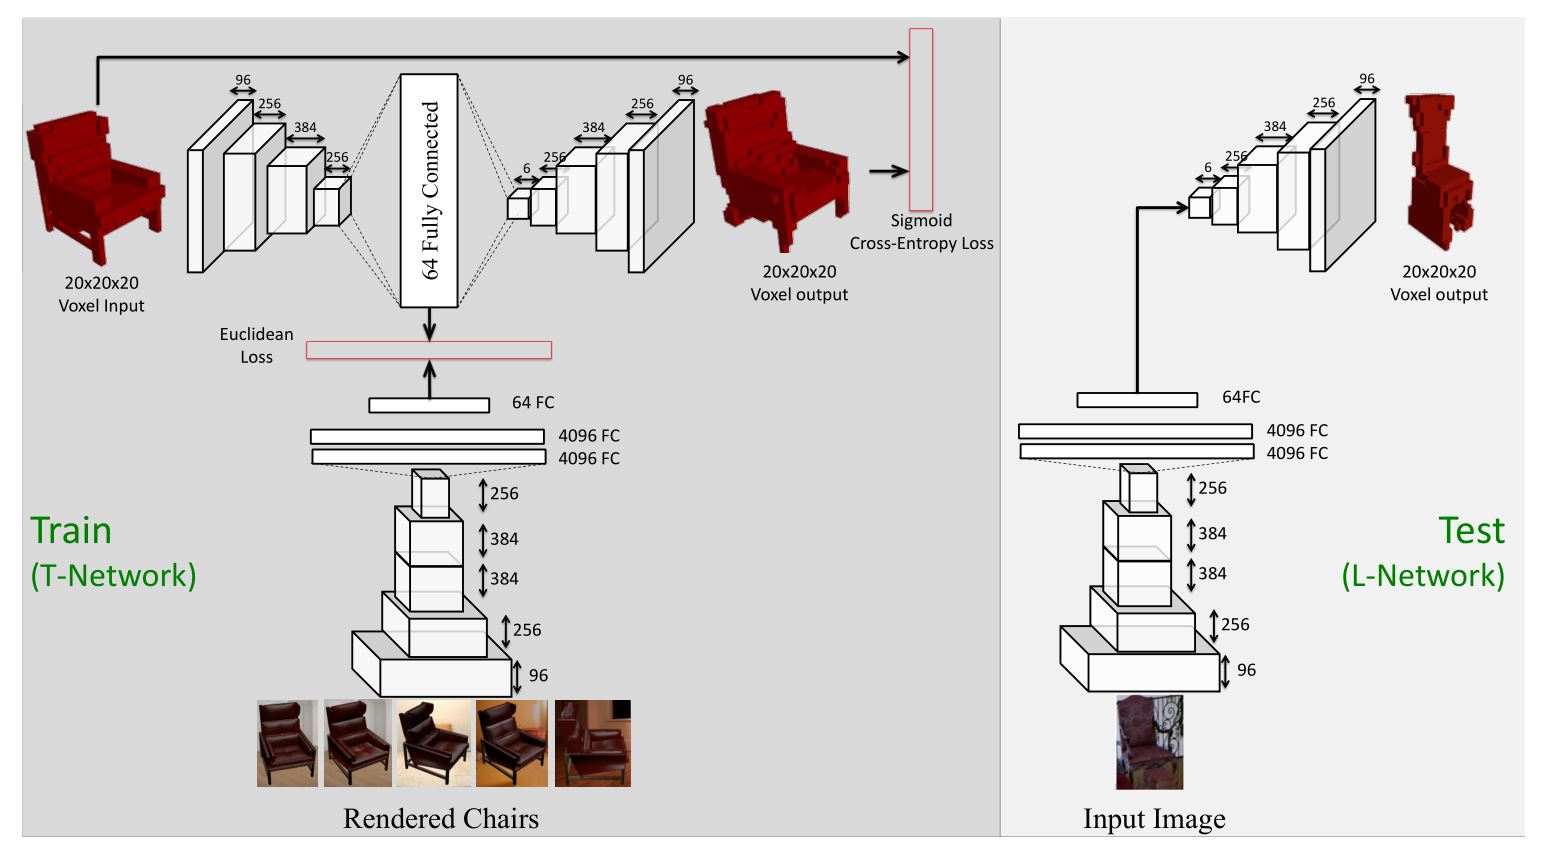 96
256
384
256
64 Fully Connected
6
256
384
256
96
20x20x20
Voxel Input
20x20x20
Voxel output
Sigmoid
Cross-Entropy Loss
Euclidean
Loss
64 FC
4096 FC
4096 FC
256
384
384
256
96
Train
(T-Network)
Rendered Chairs
6
256
384
256
96
20x20x20
Voxel output
64FC
4096 FC
4096 FC
256
384
384
256
96
Test
(L-Network)
Input Image